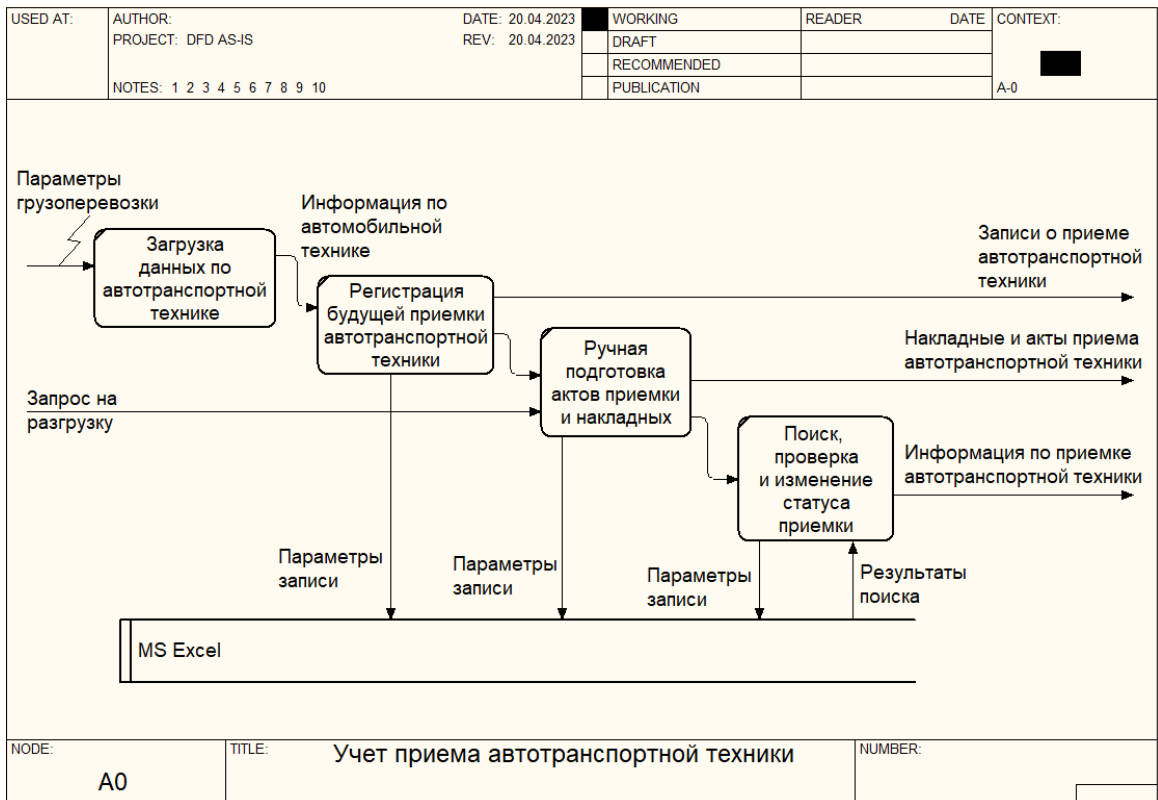 USED AT:
AUTHOR:
DATE: 20.04.2023
PROJECT: DFD AS-IS
REV: 20.04.2023
NOTES: 1 2 3 4 5 6 7 8 9 10
WORKING
DRAFT
RECOMMENDED
PUBLICATION
READER
DATE
CONTEXT:
A-0
Параметры
грузоперевозки
Загрузка
данных по
автотранспортной
технике
Информация по
автомобильной
технике
Регистрация
будущей приемки
автотранспортной
техники
Записи о приеме
автотранспортной
техники
Ручная
подготовка
актов приемки
и накладных
Накладные и акты приема
автотранспортной техники
Запрос на
разгрузку
Поиск,
проверка
и изменение
статуса
приемки
Информация по приемке
автотранспортной техники
Параметры
записи
Параметры
записи
Параметры
записи
Результаты
поиска
MS Excel
NODE:
A0
TITLE:
Учет приема автотранспортной техники
NUMBER: